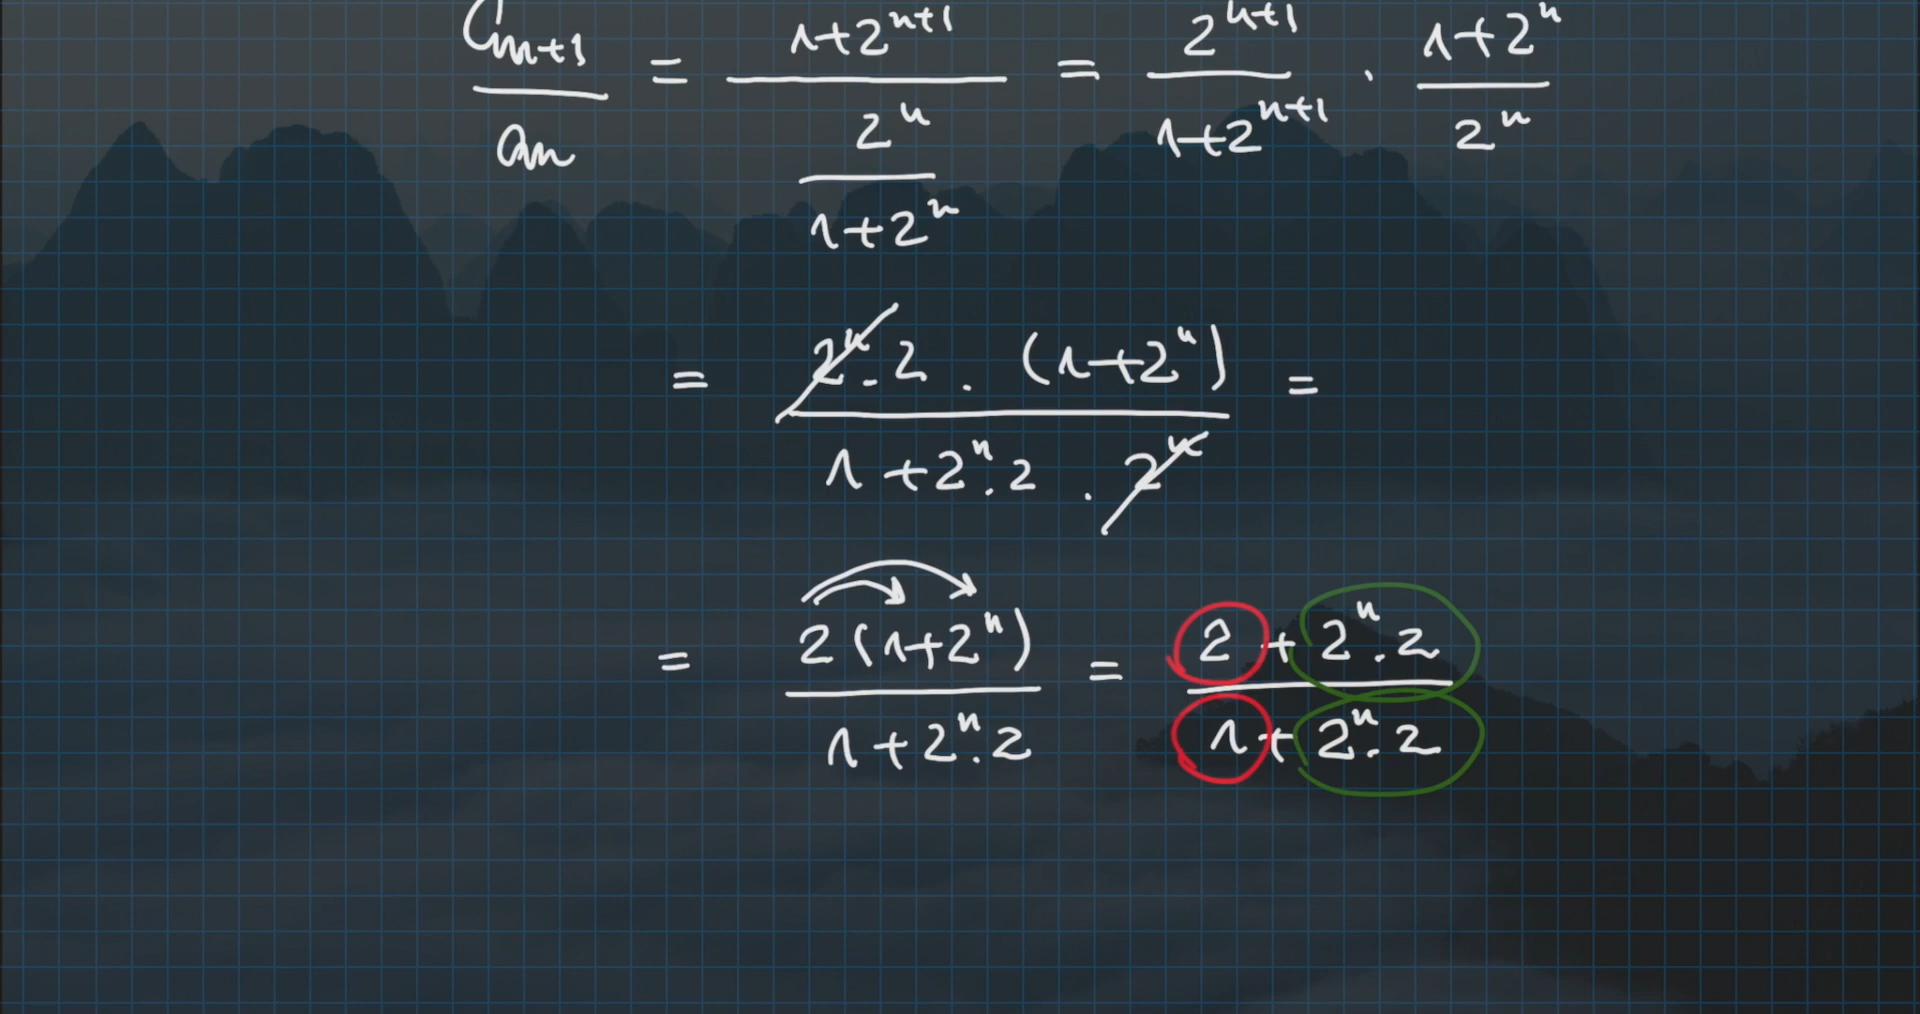 a_{n+1}/a_n = (1+2^{n+1})/(2^n/(1+2^n)) = 2^{n+1}/(1+2^{n+1}) · (1+2^n)/2^n
= (2^n · 2 · (1+2^n))/(1+2^n · 2 · 2^n) =
= 2(1+2^n)/(1+2^n · 2) = (2+2^n · 2)/(1+2^n · 2)